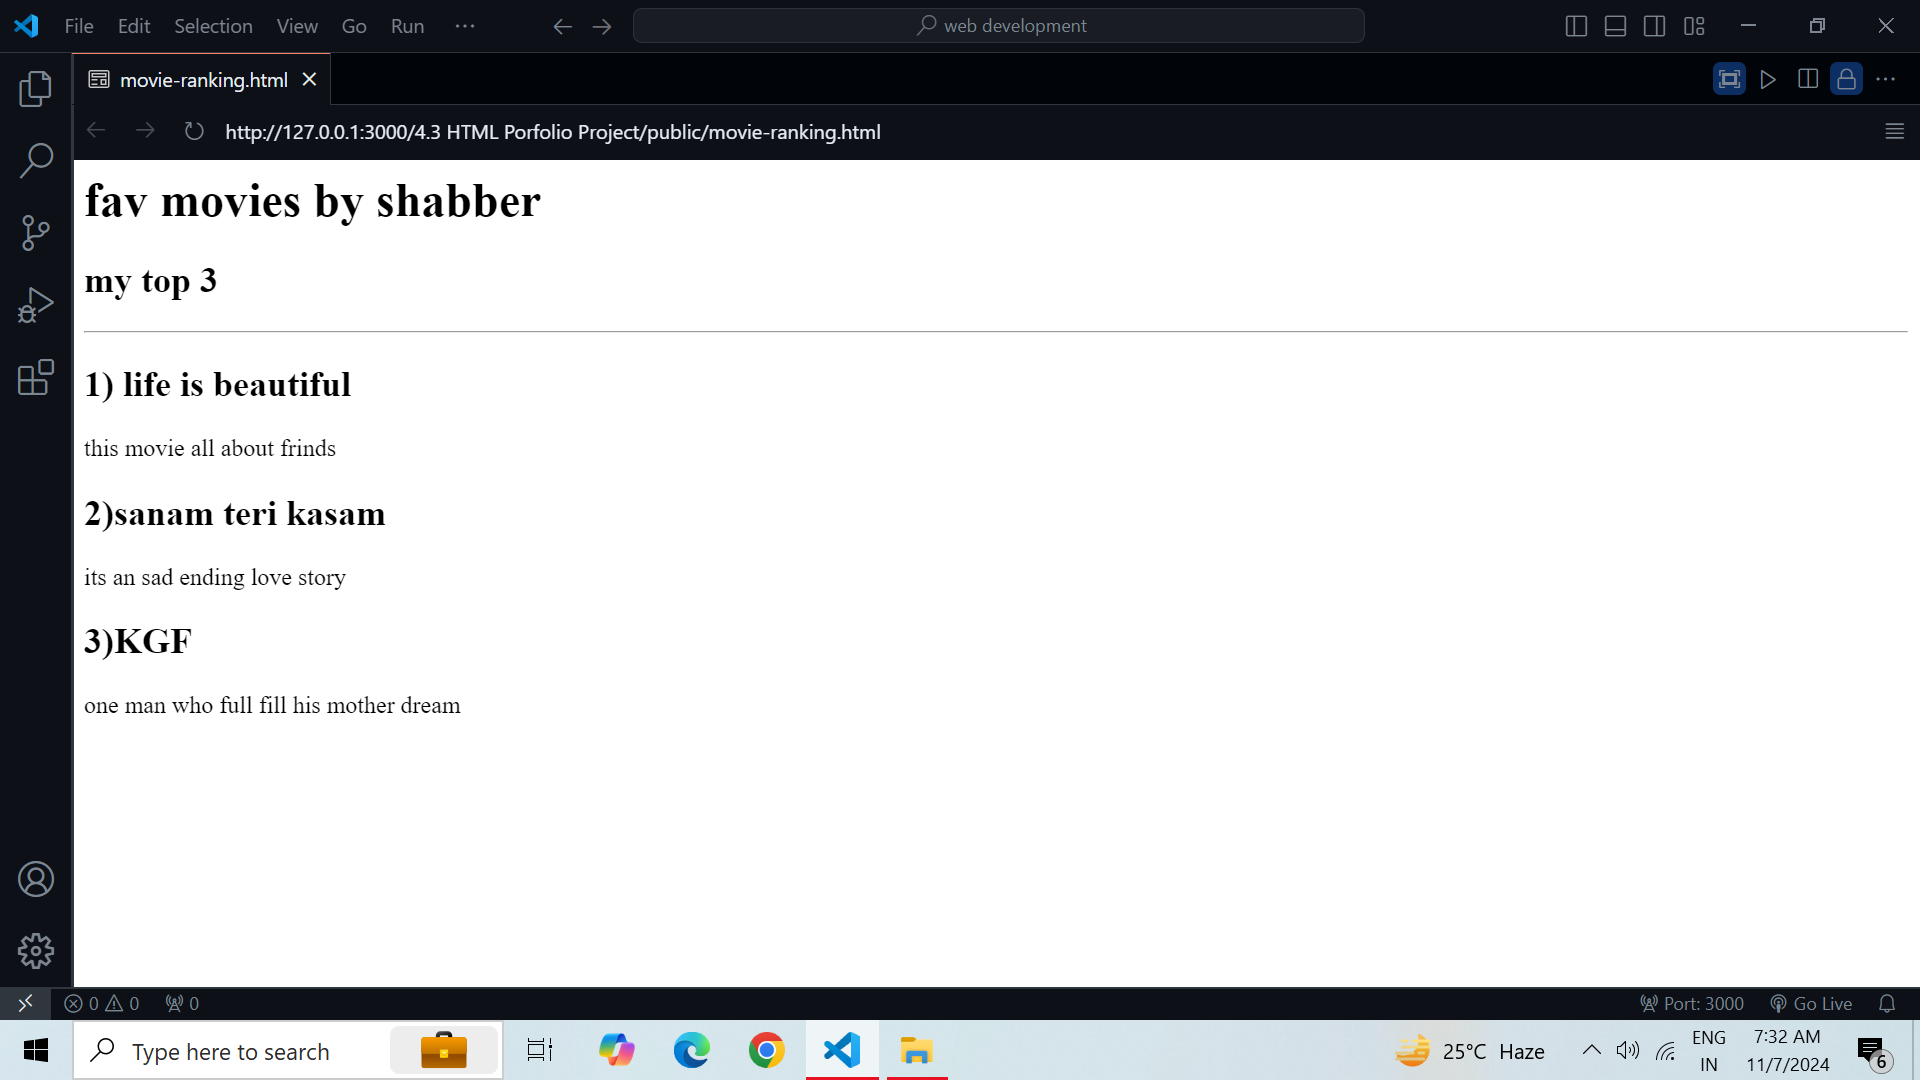 File Edit Selection View Go Run ··· web development
movie-ranking.html
http://127.0.0.1:3000/4.3 HTML Porfolio Project/public/movie-ranking.html
fav movies by shabber
my top 3
1) life is beautiful
this movie all about frinds
2)sanam teri kasam
its an sad ending love story
3)KGF
one man who full fill his mother dream
0 0 0 Port: 3000 Go Live
Type here to search 25°C Haze ENG 7:32 AM
IN 11/7/2024 6